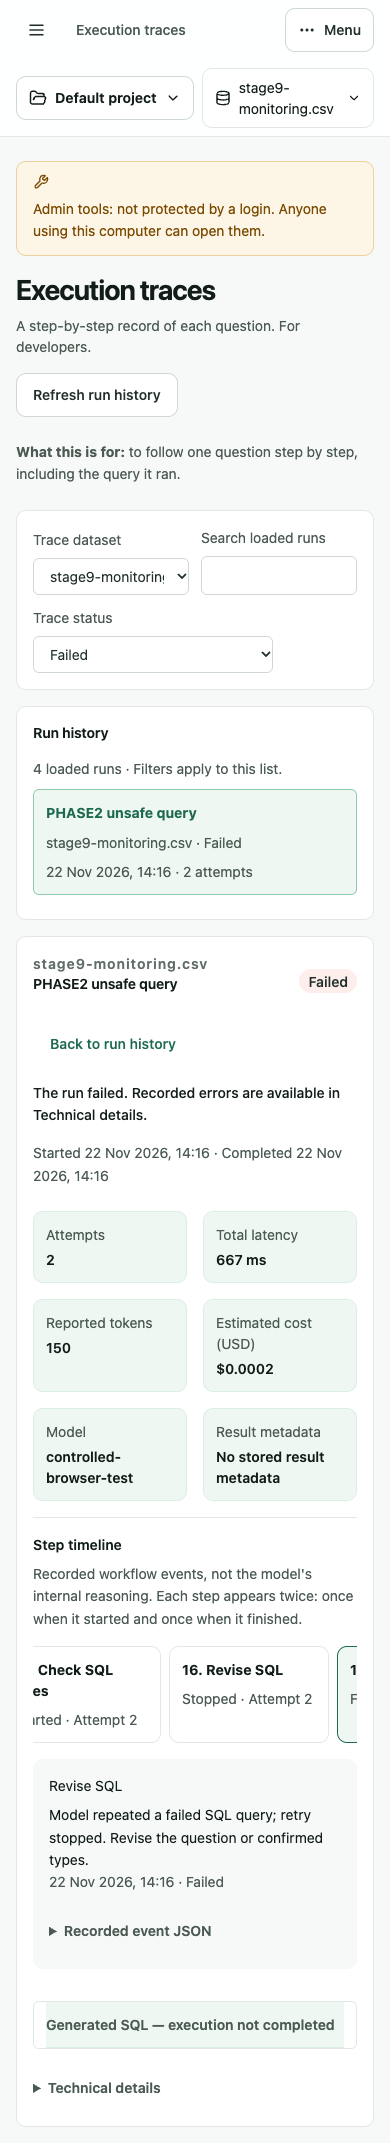 Execution traces
Menu
Default project
stage9-
monitoring.csv
Admin tools: not protected by a login. Anyone
using this computer can open them.
Execution traces
A step-by-step record of each question. For
developers.
Refresh run history
What this is for: to follow one question step by step,
including the query it ran.
Trace dataset
Search loaded runs
stage9-monitoring
Trace status
Failed
Run history
4 loaded runs · Filters apply to this list.
PHASE2 unsafe query
stage9-monitoring.csv · Failed
22 Nov 2026, 14:16 · 2 attempts
stage9-monitoring.csv
PHASE2 unsafe query
Failed
Back to run history
The run failed. Recorded errors are available in
Technical details.
Started 22 Nov 2026, 14:16 · Completed 22 Nov
2026, 14:16
Attempts
2
Total latency
667 ms
Reported tokens
150
Estimated cost
(USD)
$0.0002
Model
controlled-
browser-test
Result metadata
No stored result
metadata
Step timeline
Recorded workflow events, not the model's
internal reasoning. Each step appears twice: once
when it started and once when it finished.
Check SQL
es
rted · Attempt 2
16. Revise SQL
Stopped · Attempt 2
1
F
Revise SQL
Model repeated a failed SQL query; retry
stopped. Revise the question or confirmed
types.
22 Nov 2026, 14:16 · Failed
Recorded event JSON
Generated SQL — execution not completed
Technical details